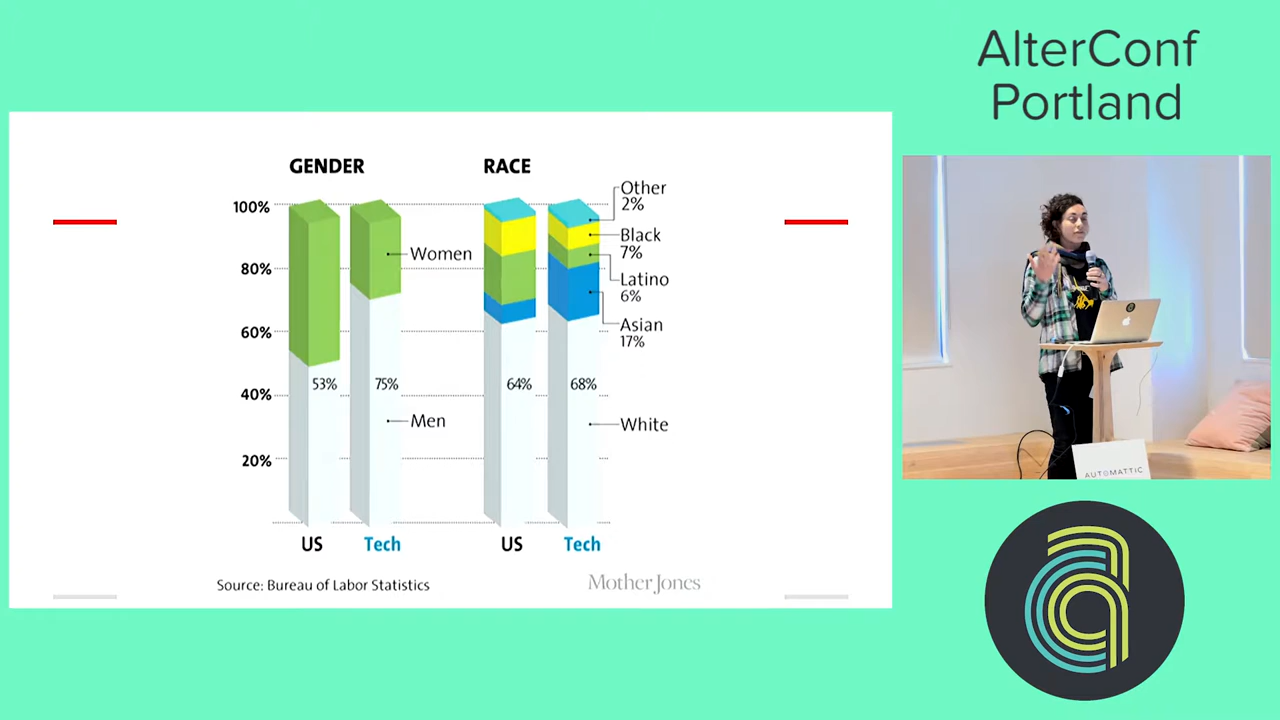 AlterConf
Portland
GENDER
RACE
100%
80%
60%
40%
20%
Women
Men
53%
75%
64%
68%
Other
2%
Black
7%
Latino
6%
Asian
17%
White
US
Tech
US
Tech
Source: Bureau of Labor Statistics
Mother Jones
AUTOMATTIC